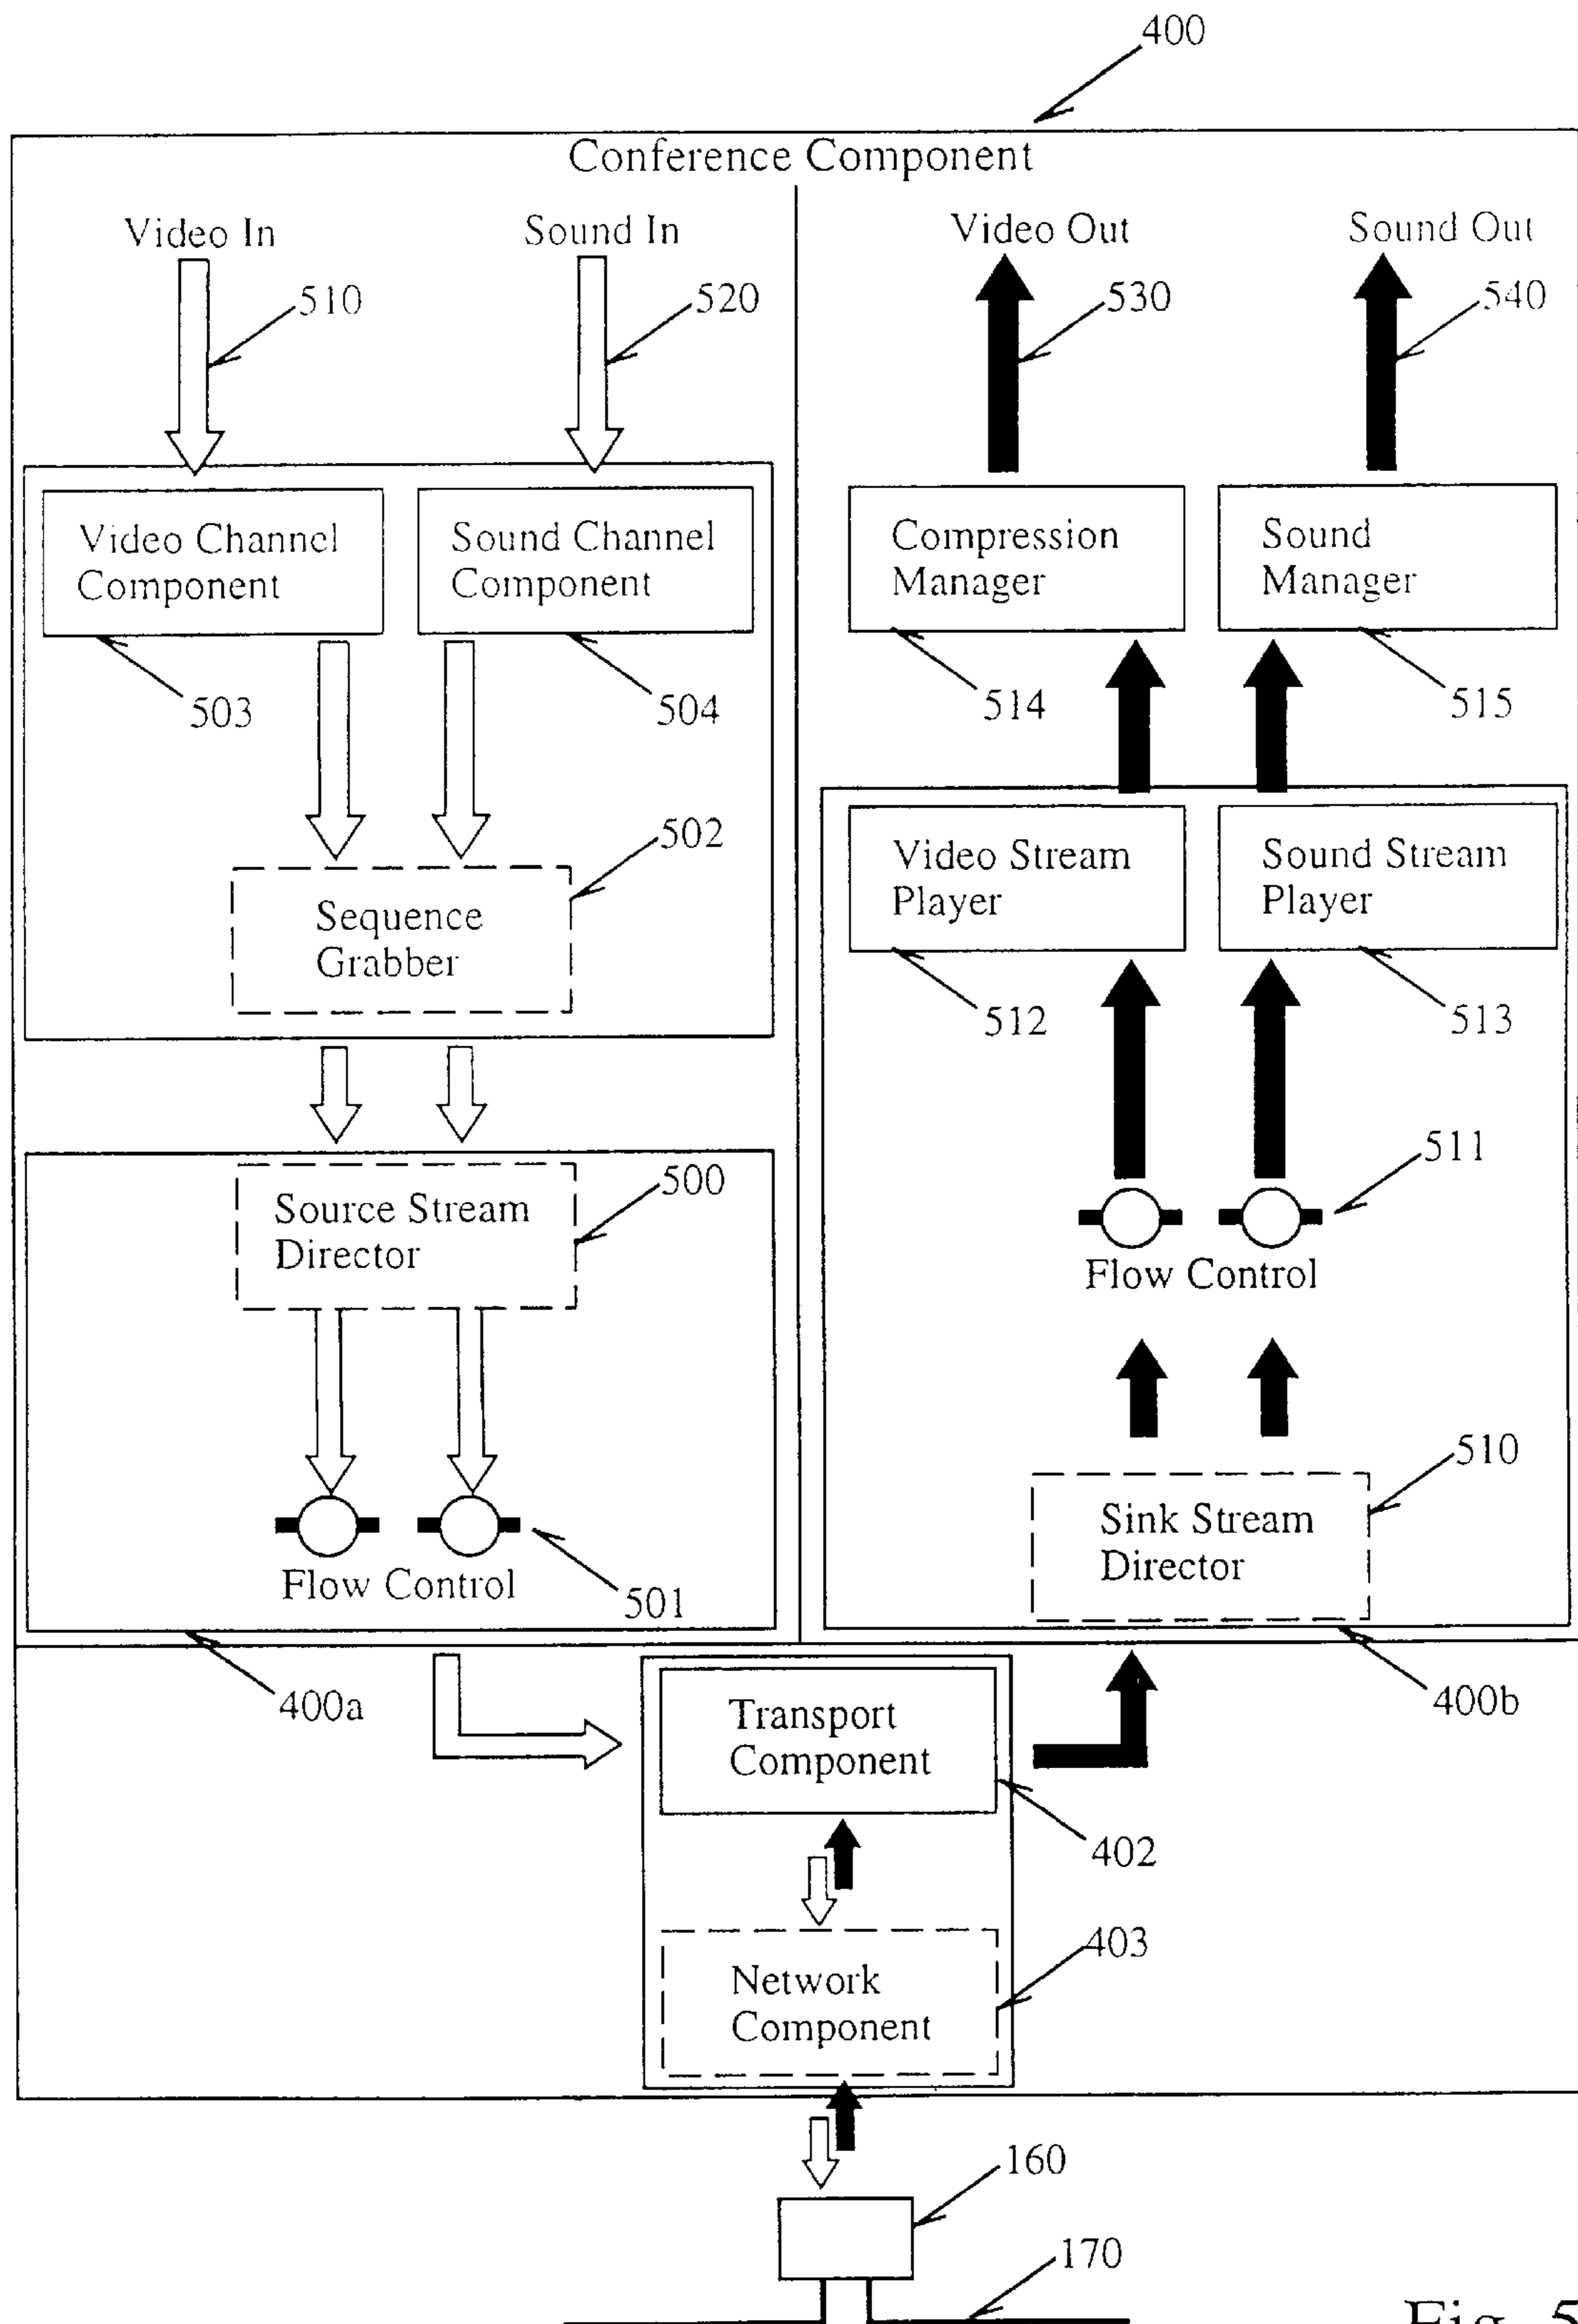 400
Conference Component
Video In
Sound In
Video Out
Sound Out
510
520
530
540
Video Channel
Component
Sound Channel
Component
Compression
Manager
Sound
Manager
503
504
514
515
502
Sequence
Grabber
Video Stream
Player
Sound Stream
Player
512
513
500
Source Stream
Director
511
Flow Control
510
Sink Stream
Director
Flow Control
501
400a
400b
Transport
Component
402
403
Network
Component
160
170
Fig. 5